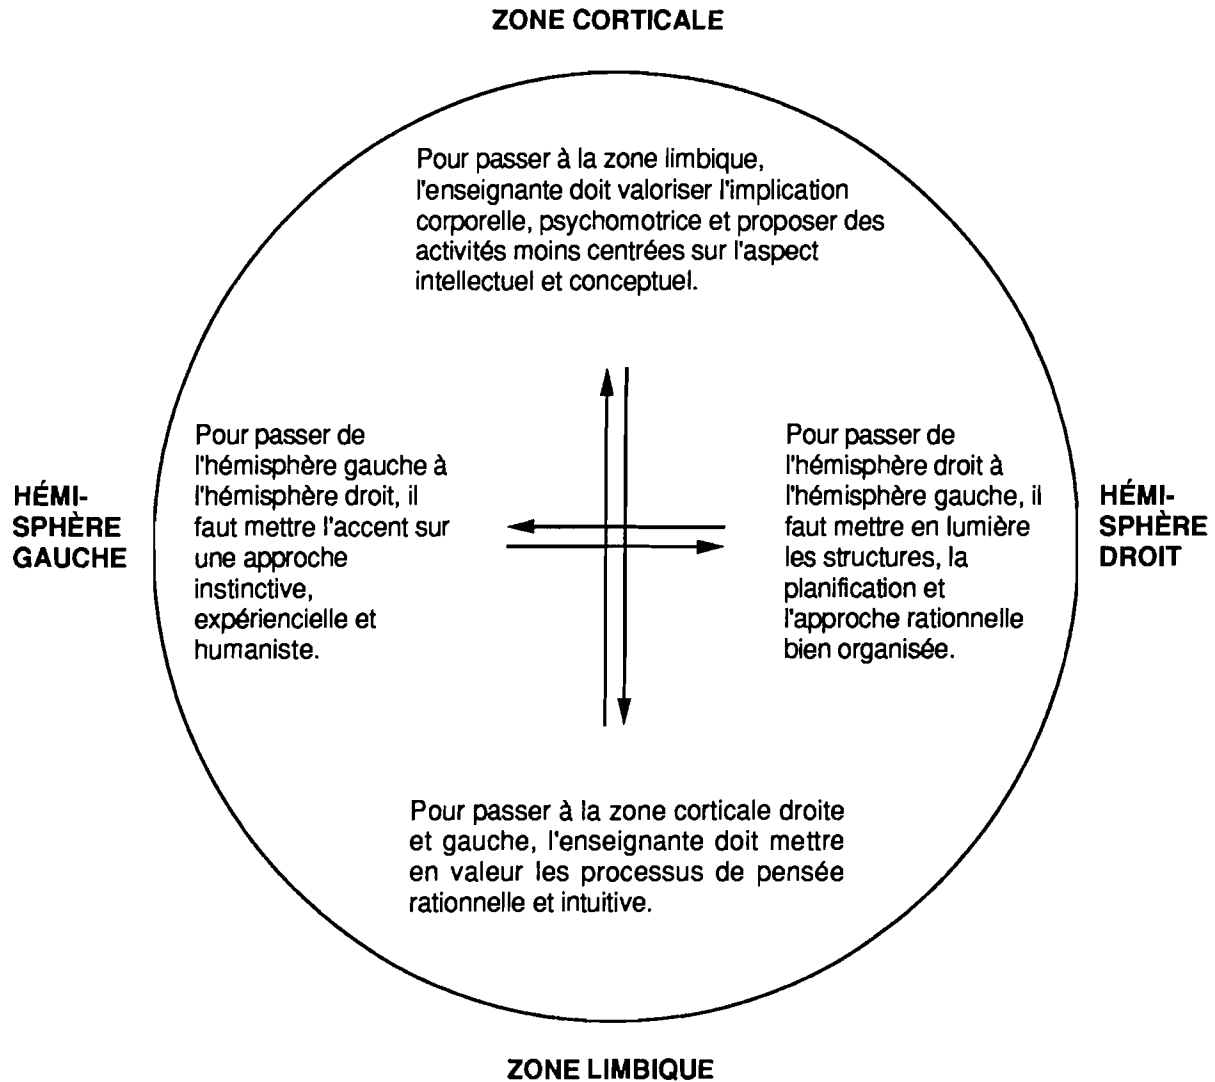 ZONE CORTICALE
Pour passer à la zone limbique,
l'enseignante doit valoriser l'implication
corporelle, psychomotrice et proposer des
activités moins centrées sur l'aspect
intellectuel et conceptuel.
HÉMI-
SPHÈRE
GAUCHE
Pour passer de
l'hémisphère gauche à
l'hémisphère droit, il
faut mettre l'accent sur
une approche
instinctive,
expériencielle et
humaniste.
Pour passer de
l'hémisphère droit à
l'hémisphère gauche, il
faut mettre en lumière
les structures, la
planification et
l'approche rationnelle
bien organisée.
HÉMI-
SPHÈRE
DROIT
Pour passer à la zone corticale droite
et gauche, l'enseignante doit mettre
en valeur les processus de pensée
rationnelle et intuitive.
ZONE LIMBIQUE